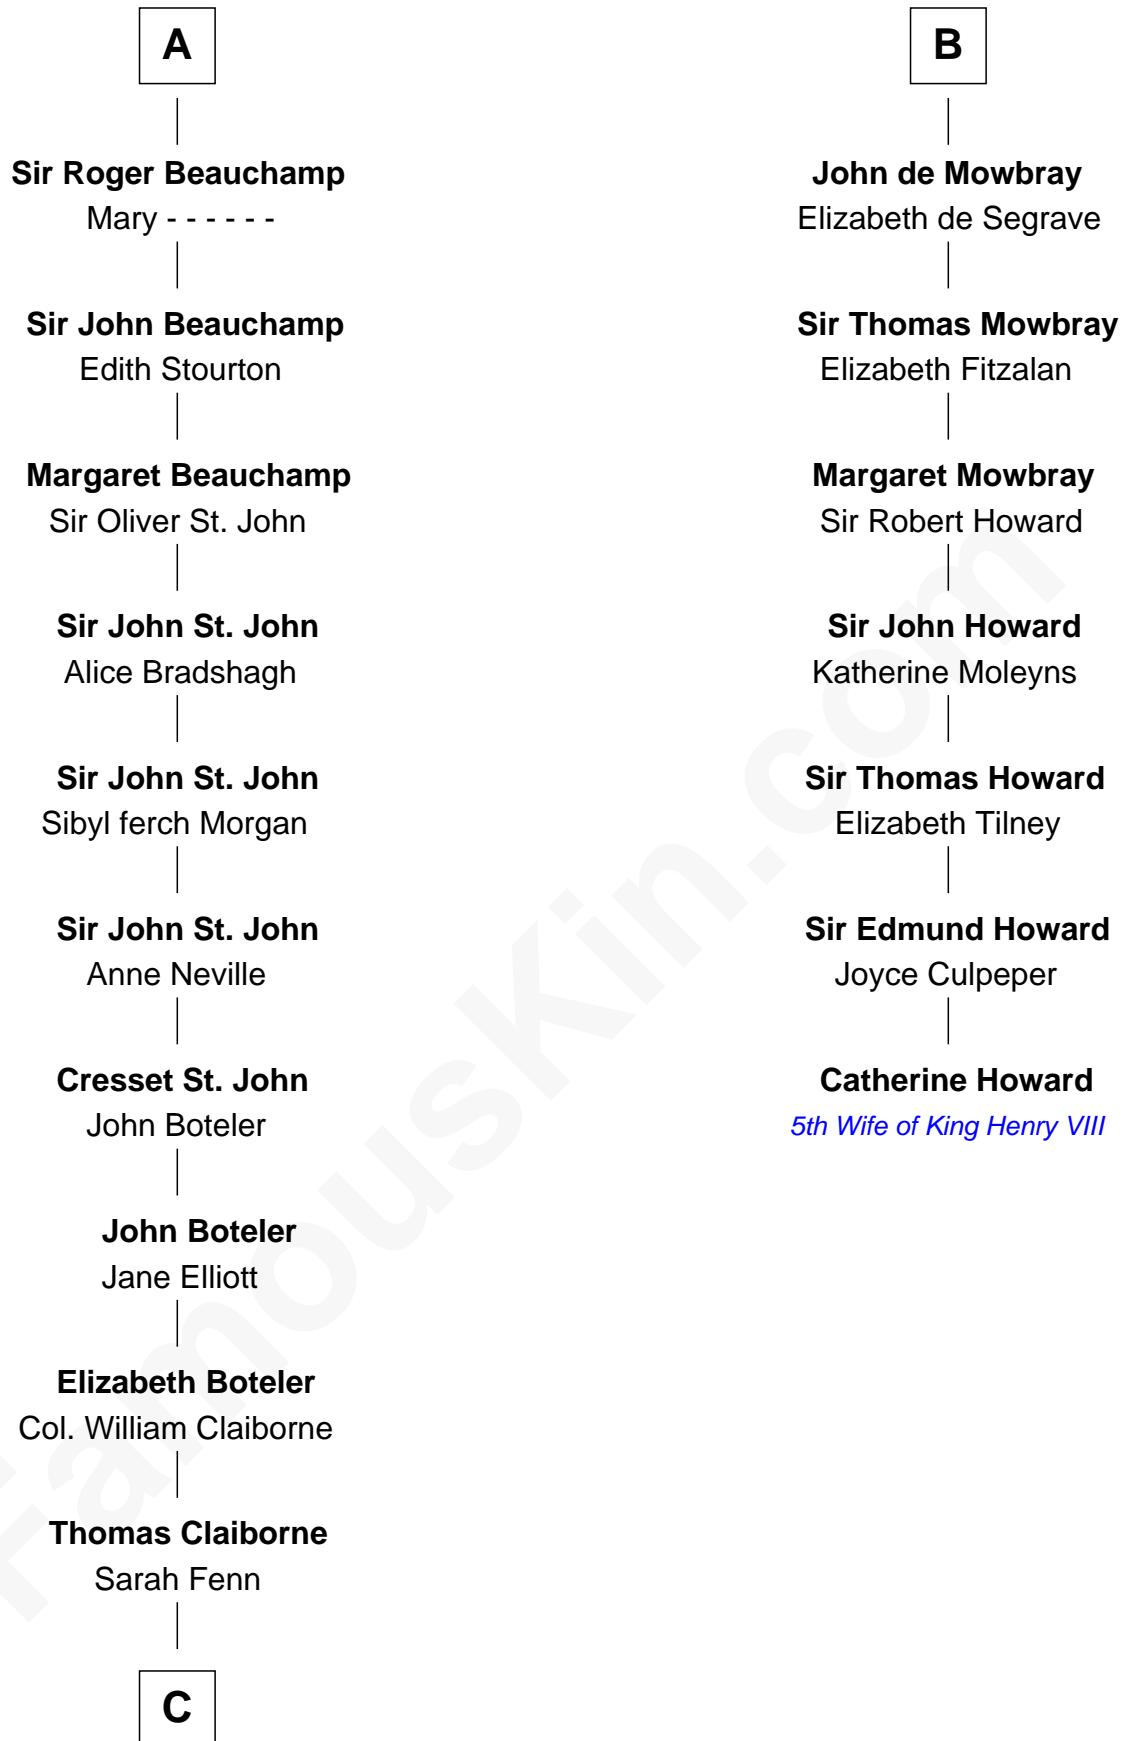 A
Sir Roger Beauchamp
Mary - - - - - -
Sir John Beauchamp
Edith Stourton
Margaret Beauchamp
Sir Oliver St. John
Sir John St. John
Alice Bradshagh
Sir John St. John
Sibyl ferch Morgan
Sir John St. John
Anne Neville
Cresset St. John
John Boteler
John Boteler
Jane Elliott
Elizabeth Boteler
Col. William Claiborne
Thomas Claiborne
Sarah Fenn
C
B
John de Mowbray
Elizabeth de Segrave
Sir Thomas Mowbray
Elizabeth Fitzalan
Margaret Mowbray
Sir Robert Howard
Sir John Howard
Katherine Moleyns
Sir Thomas Howard
Elizabeth Tilney
Sir Edmund Howard
Joyce Culpeper
Catherine Howard
5th Wife of King Henry VIII
FamousKin.com